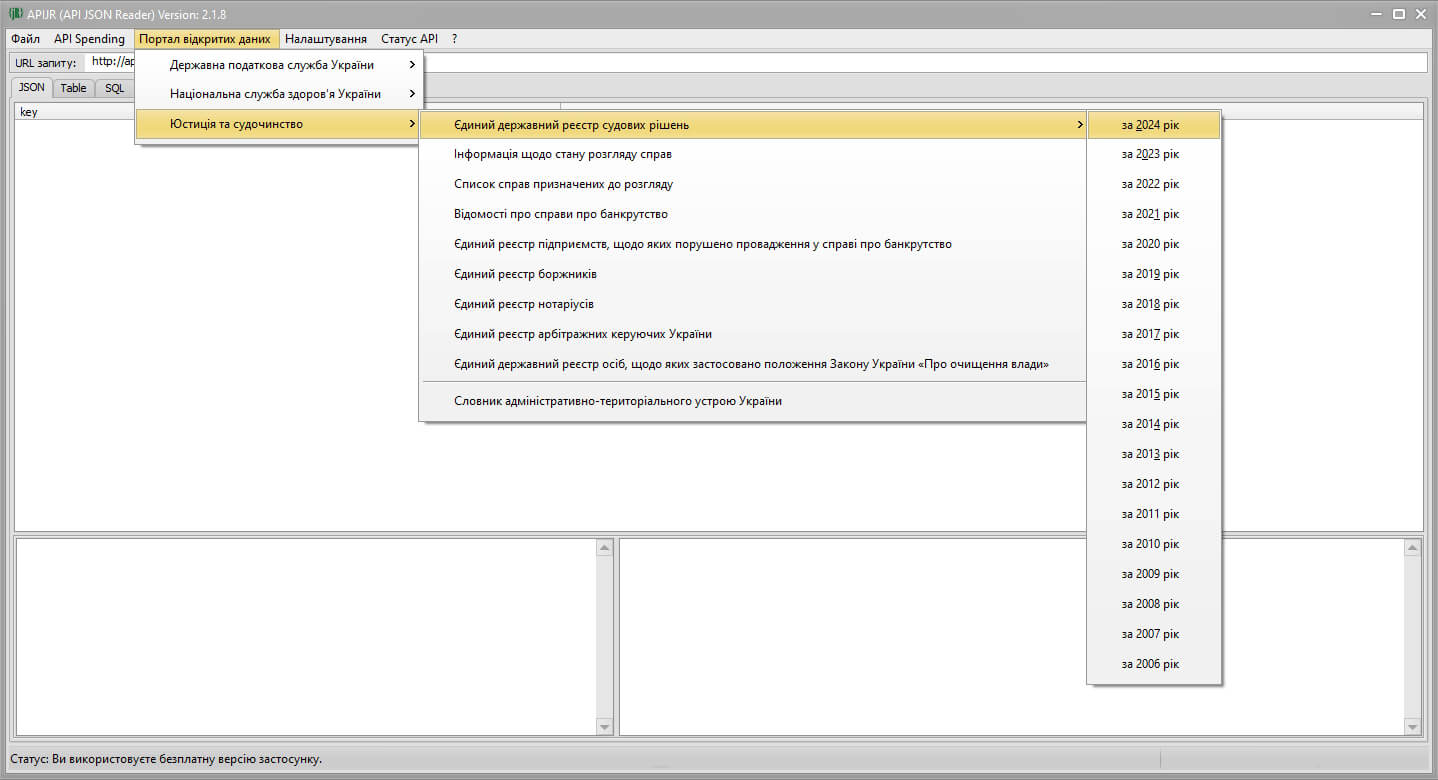 APIJR (API JSON Reader) Version: 2.1.8
Файл API Spending Портал відкритих даних Налаштування Статус API ?
URL запиту: http://ap
JSON Table SQL
key
Державна податкова служба України
Національна служба здоров'я України
Юстиція та судочинство
Єдиний державний реєстр судових рішень
Інформація щодо стану розгляду справ
Список справ призначених до розгляду
Відомості про справи про банкрутство
Єдиний реєстр підприємств, щодо яких порушено провадження у справі про банкрутство
Єдиний реєстр боржників
Єдиний реєстр нотаріусів
Єдиний реєстр арбітражних керуючих України
Єдиний державний реєстр осіб, щодо яких застосовано положення Закону України «Про очищення влади»
Словник адміністративно-територіального устрою України
за 2024 рік
за 2023 рік
за 2022 рік
за 2021 рік
за 2020 рік
за 2019 рік
за 2018 рік
за 2017 рік
за 2016 рік
за 2015 рік
за 2014 рік
за 2013 рік
за 2012 рік
за 2011 рік
за 2010 рік
за 2009 рік
за 2008 рік
за 2007 рік
за 2006 рік
Статус: Ви використовуєте безплатну версію застосунку.